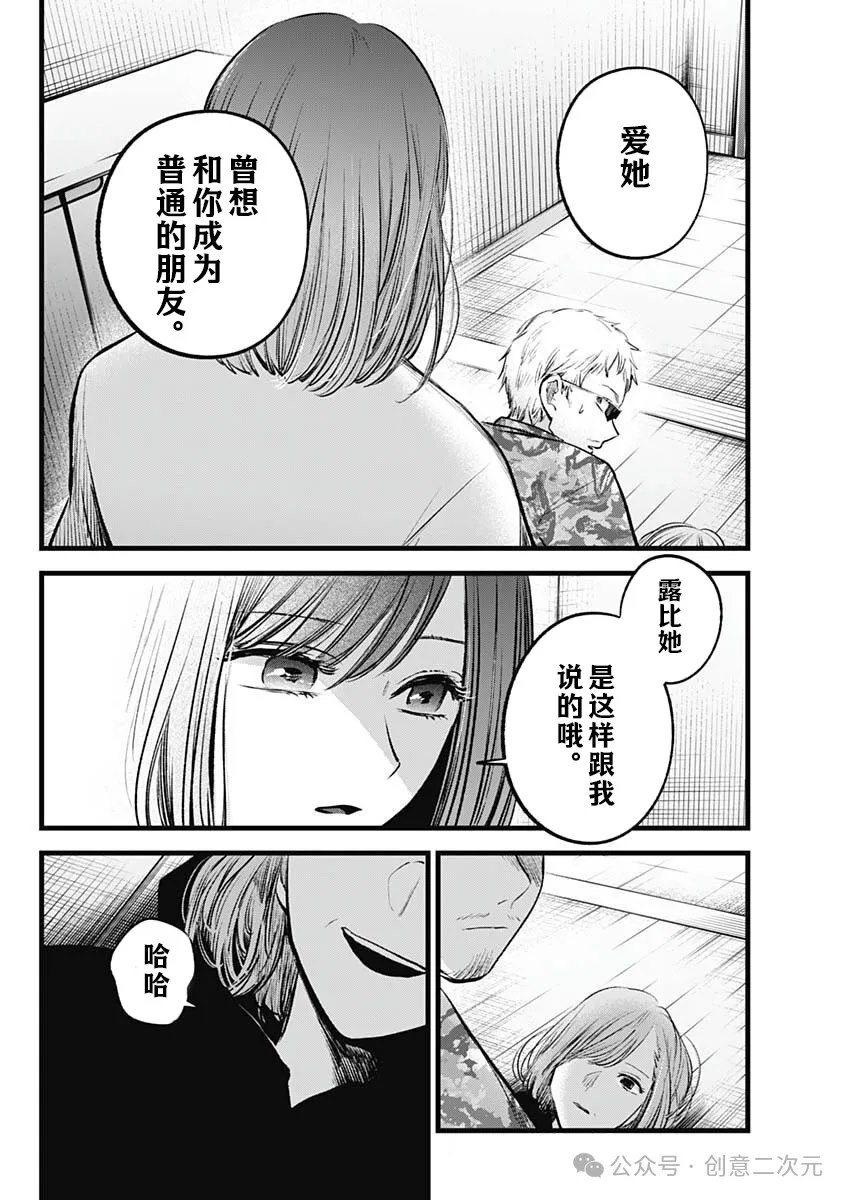 爱她
曾想
和你成为
普通的朋友。
露比她
是这样跟我
说的哦。
哈哈
公众号·创意二次元